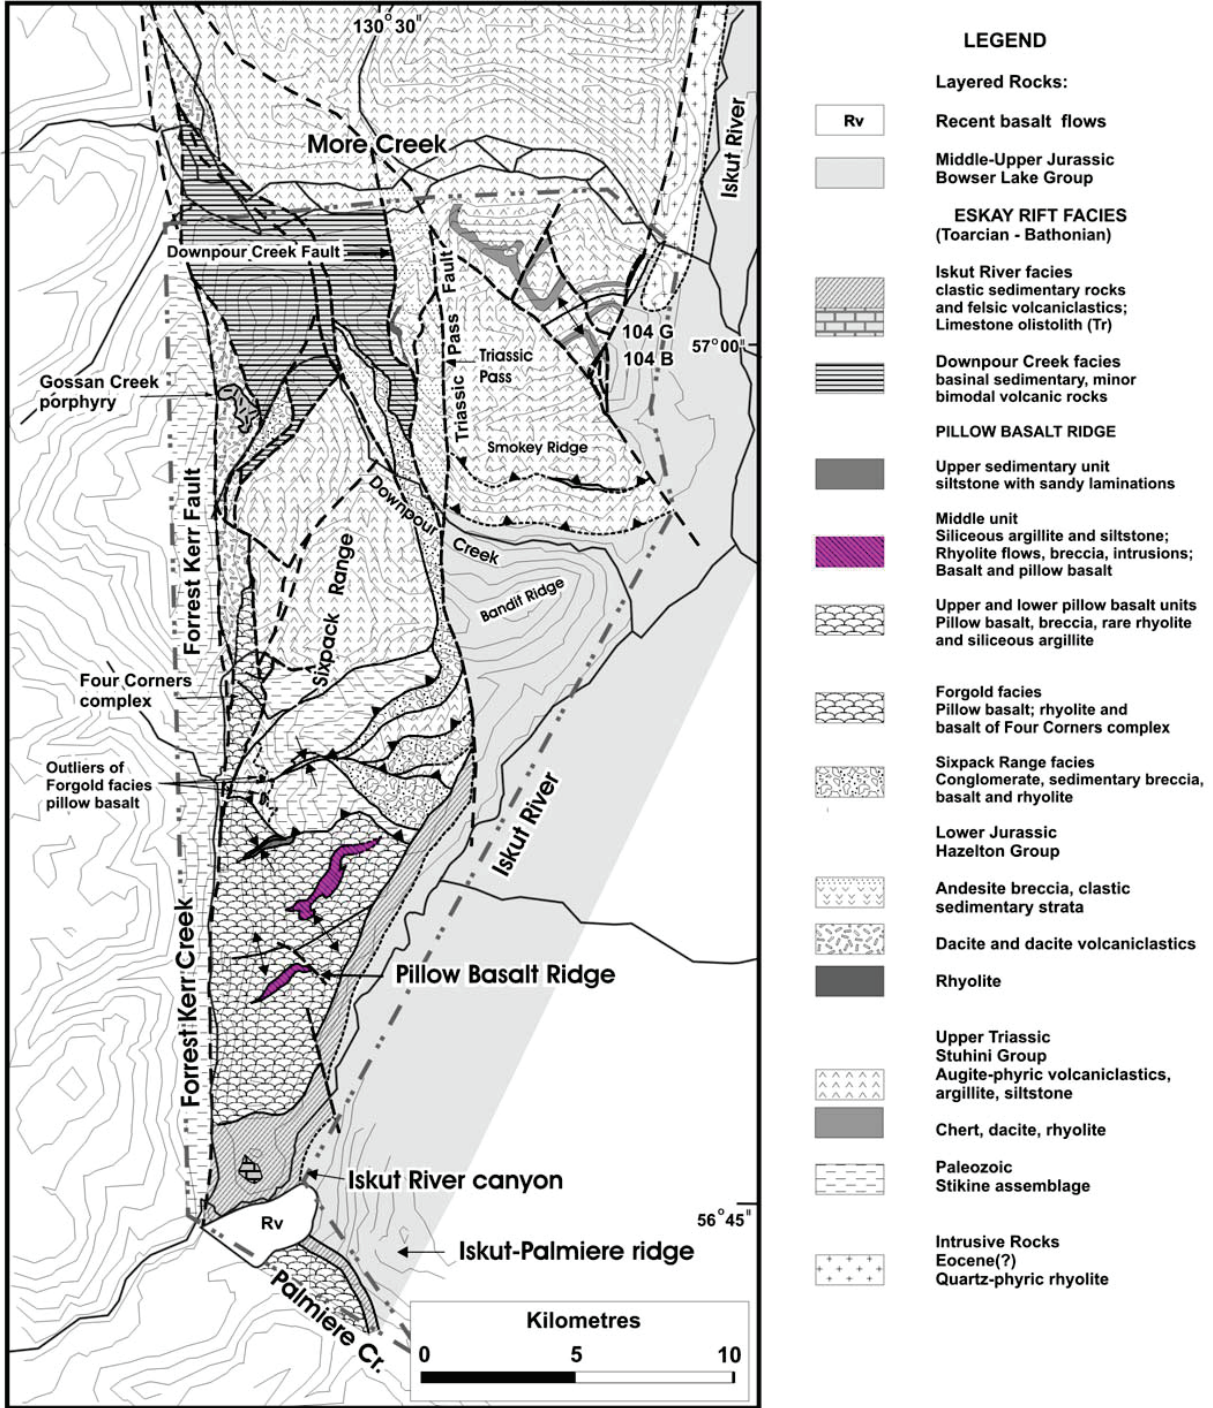 130°30"
More Creek
Iskut River
Downpour Creek Fault
Triassic Pass Fault
104 G
104 B
57°00"
Triassic
Pass
Gossan Creek
porphyry
Smokey Ridge
Downpour
Creek
Forrest Kerr Fault
Sixpack Range
Bandit Ridge
Four Corners
complex
Outliers of
Forgold facies
pillow basalt
Iskut River
Forrest Kerr Creek
Pillow Basalt Ridge
Iskut River canyon
56°45"
Rv
Iskut-Palmiere ridge
Palmiere Cr.
Kilometres
0 5 10
LEGEND
Layered Rocks:
Rv Recent basalt flows
Middle-Upper Jurassic
Bowser Lake Group
ESKAY RIFT FACIES
(Toarcian - Bathonian)
Iskut River facies
clastic sedimentary rocks
and felsic volcaniclastics;
Limestone olistolith (Tr)
Downpour Creek facies
basinal sedimentary, minor
bimodal volcanic rocks
PILLOW BASALT RIDGE
Upper sedimentary unit
siltstone with sandy laminations
Middle unit
Siliceous argillite and siltstone;
Rhyolite flows, breccia, intrusions;
Basalt and pillow basalt
Upper and lower pillow basalt units
Pillow basalt, breccia, rare rhyolite
and siliceous argillite
Forgold facies
Pillow basalt; rhyolite and
basalt of Four Corners complex
Sixpack Range facies
Conglomerate, sedimentary breccia,
basalt and rhyolite
Lower Jurassic
Hazelton Group
Andesite breccia, clastic
sedimentary strata
Dacite and dacite volcaniclastics
Rhyolite
Upper Triassic
Stuhini Group
Augite-phyric volcaniclastics,
argillite, siltstone
Chert, dacite, rhyolite
Paleozoic
Stikine assemblage
Intrusive Rocks
Eocene(?)
Quartz-phyric rhyolite